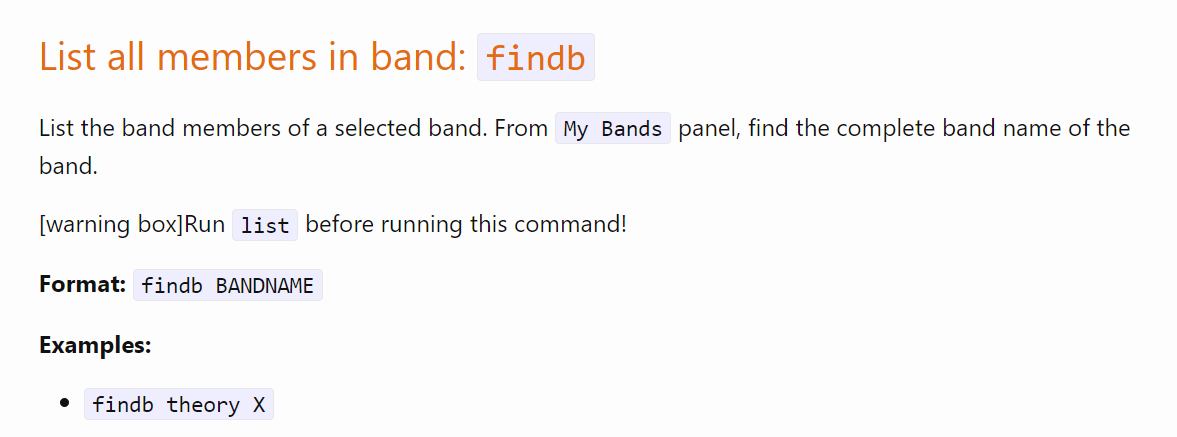 List all members in band: findb
List the band members of a selected band. From My Bands panel, find the complete band name of the
band.
[warning box]Run list before running this command!
Format: findb BANDNAME
Examples:
findb theory X